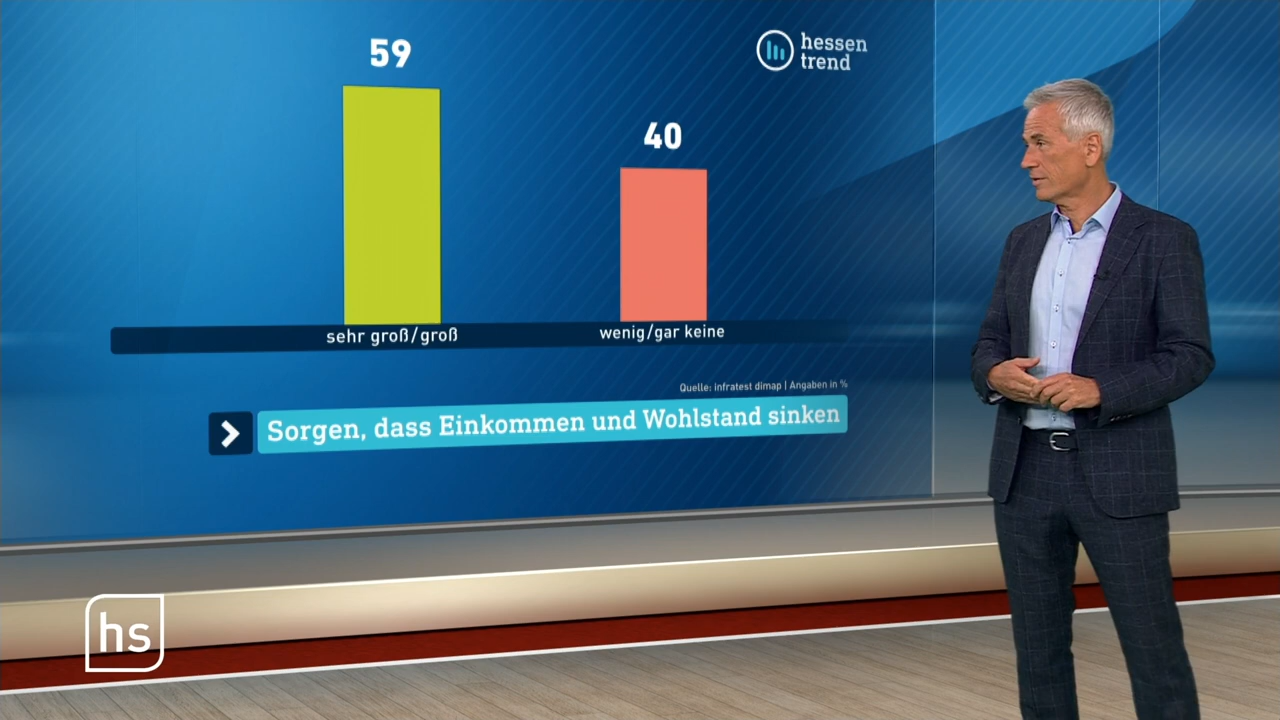 59
hessen
trend
40
sehr groß/groß
wenig/gar keine
Quelle: infratest dimap | Angaben in %
Sorgen, dass Einkommen und Wohlstand sinken
hs